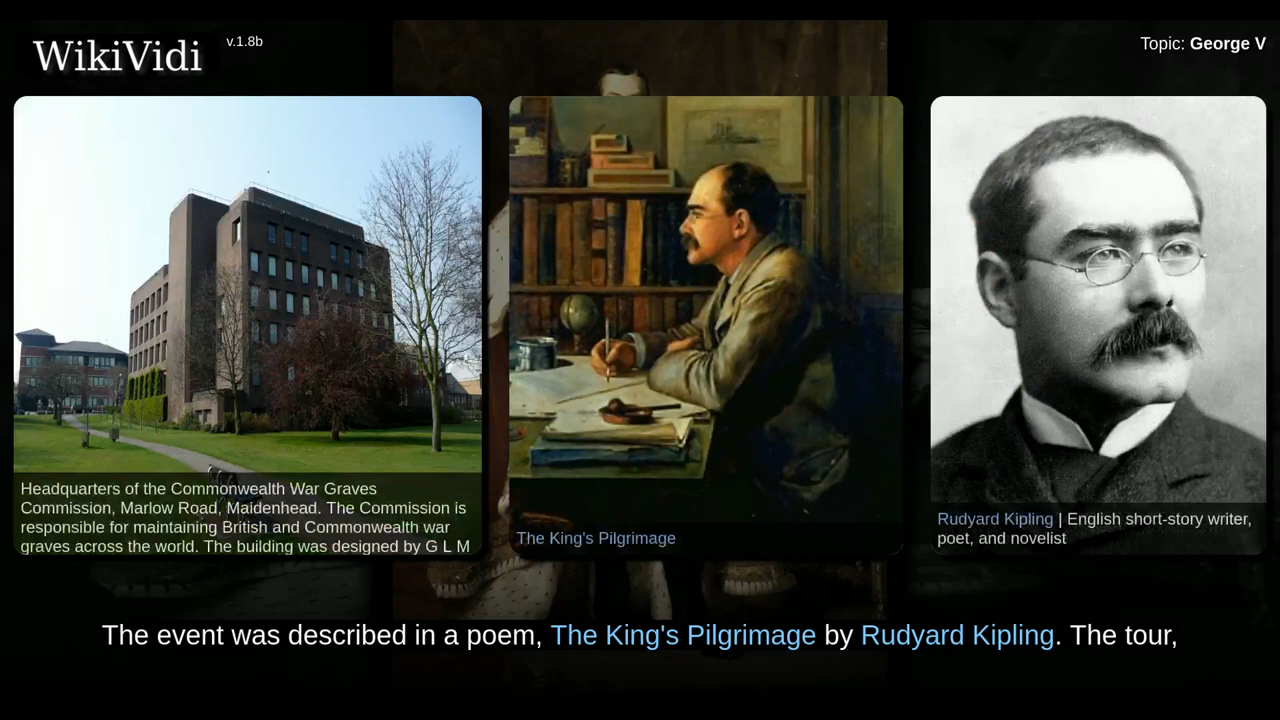 WikiVidi
v.1.8b
Topic: George V
Headquarters of the Commonwealth War Graves
Commission, Marlow Road, Maidenhead. The Commission is
responsible for maintaining British and Commonwealth war
graves across the world. The building was designed by G L M
The King's Pilgrimage
Rudyard Kipling | English short-story writer,
poet, and novelist
The event was described in a poem, The King's Pilgrimage by Rudyard Kipling. The tour,